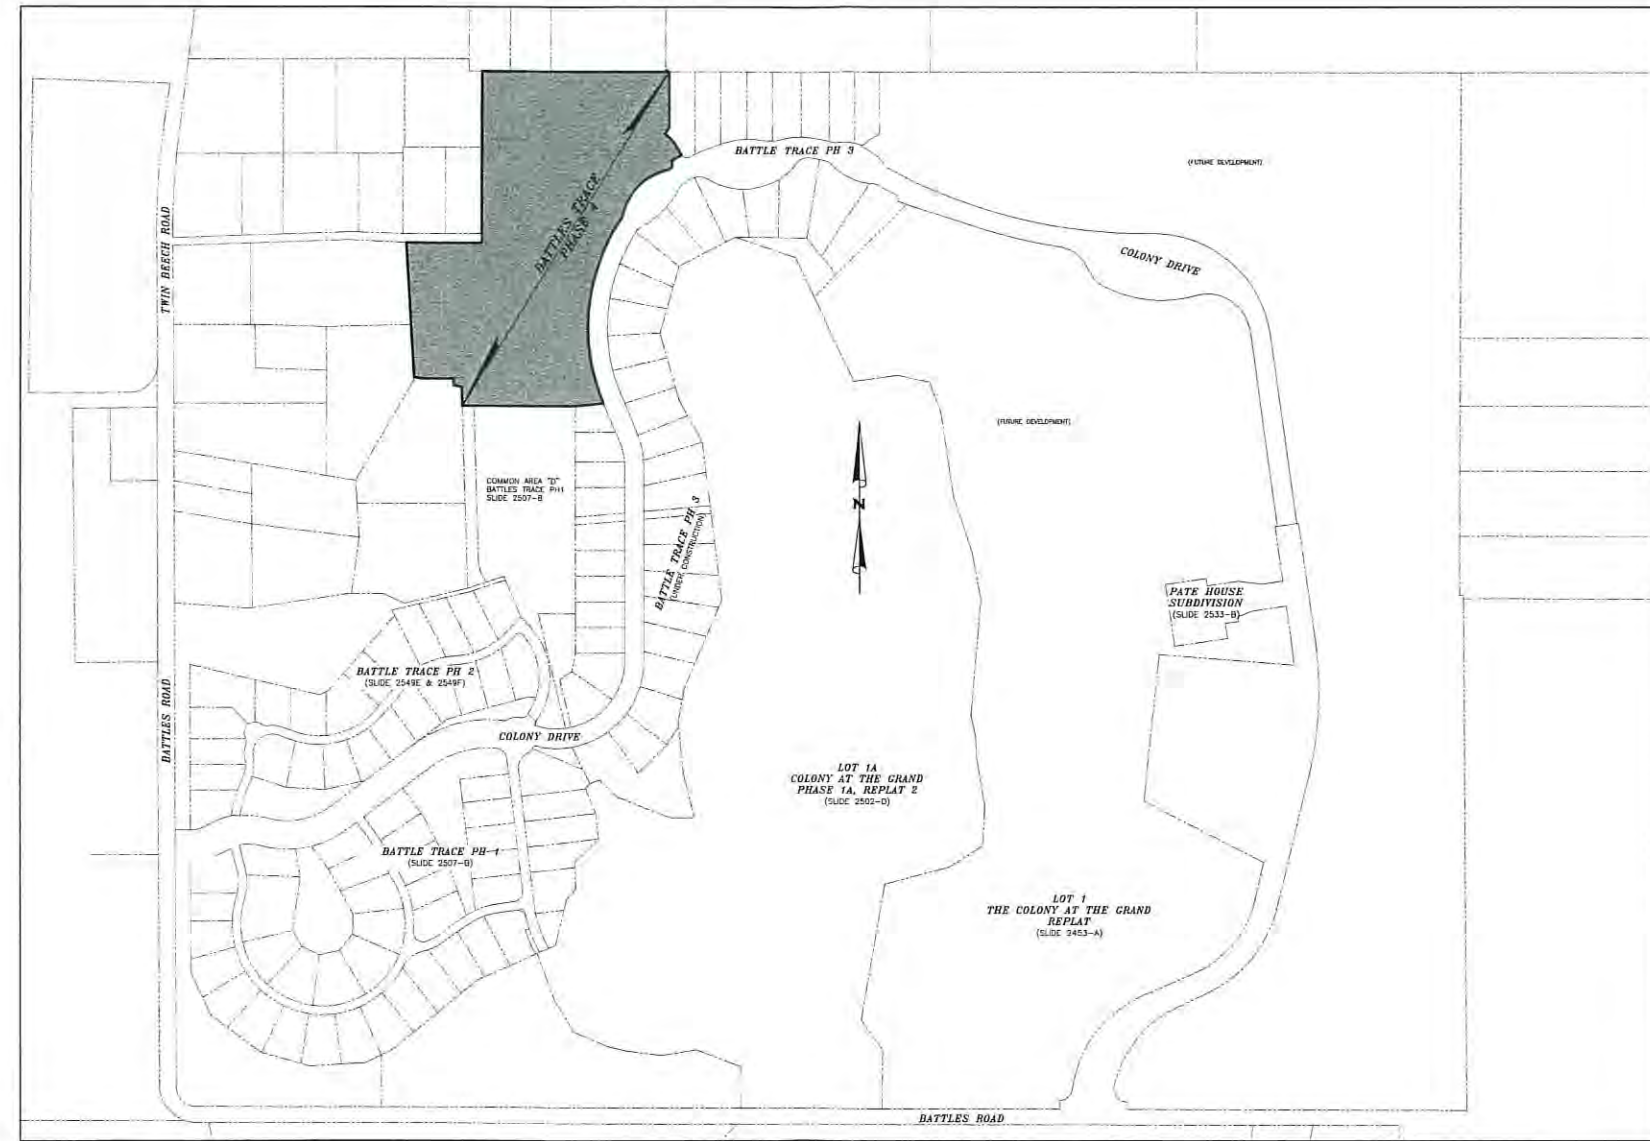 BATTLE TRACE PH 3
(FUTURE DEVELOPMENT)
BATTLES TRACE
PHASE 4
TWIN BEECH ROAD
COLONY DRIVE
(FUTURE DEVELOPMENT)
COMMON AREA "D"
BATTLES TRACE PH1
SLIDE 2507-B
N
BATTLE TRACE PH 3
(UNDER CONSTRUCTION)
PATE HOUSE
SUBDIVISION
(SLIDE 2533-B)
BATTLE TRACE PH 2
(SLIDE 2549E & 2549F)
BATTLES ROAD
COLONY DRIVE
LOT 1A
COLONY AT THE GRAND
PHASE 1A, REPLAT 2
(SLIDE 2502-D)
BATTLE TRACE PH 1
(SLIDE 2507-B)
LOT 1
THE COLONY AT THE GRAND
REPLAT
(SLIDE 2453-A)
BATTLES ROAD